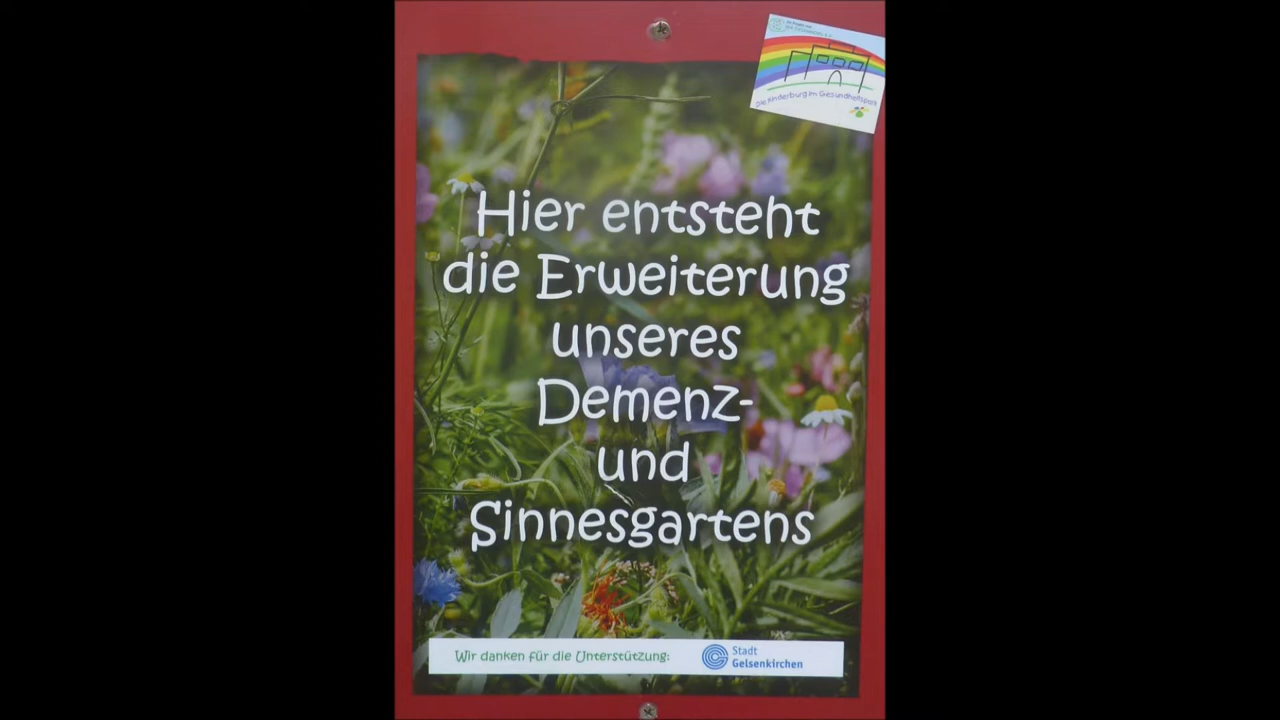 Die Kinderburg im Gesundheitspark
Hier entsteht
die Erweiterung
unseres
Demenz-
und
Sinnesgartens
Wir danken für die Unterstützung:
Stadt
Gelsenkirchen